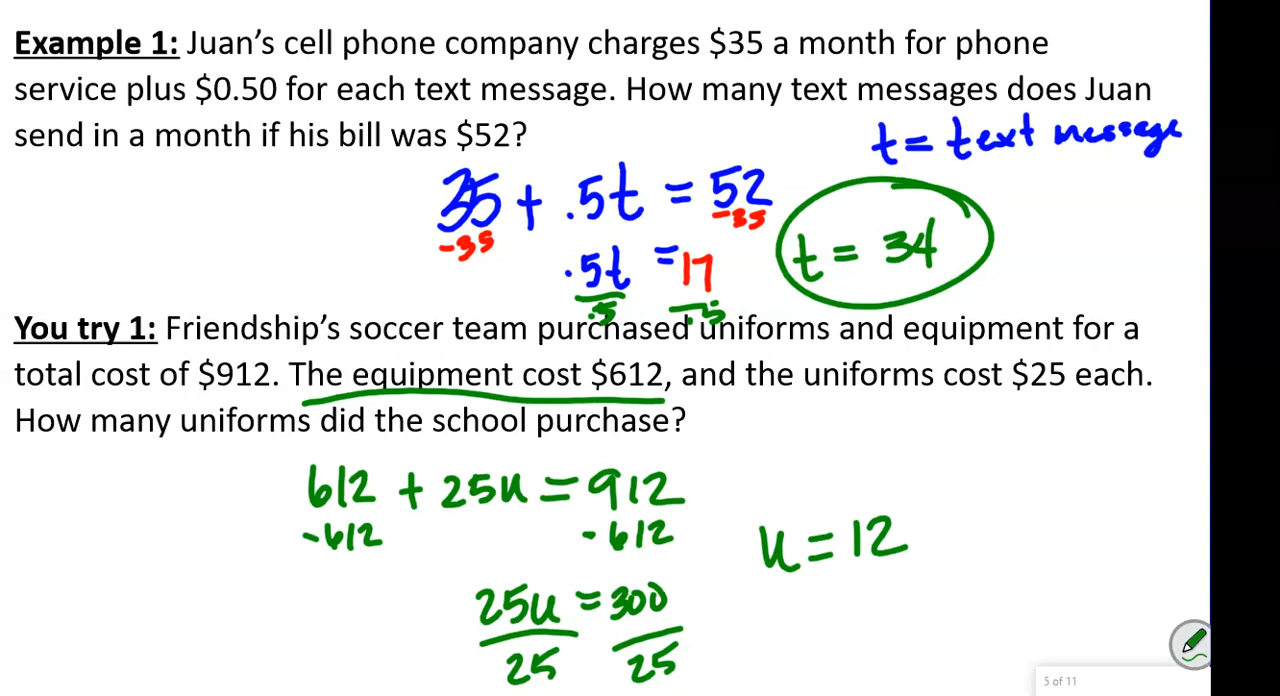 Example 1: Juan’s cell phone company charges $35 a month for phone
service plus $0.50 for each text message. How many text messages does Juan
send in a month if his bill was $52?
t = text message
35 + .5t = 52
-35 -35
.5t = 17
.5 .5
t = 34
You try 1: Friendship’s soccer team purchased uniforms and equipment for a
total cost of $912. The equipment cost $612, and the uniforms cost $25 each.
How many uniforms did the school purchase?
612 + 25u = 912
-612 -612
25u = 300
25 25
u = 12
5 of 11